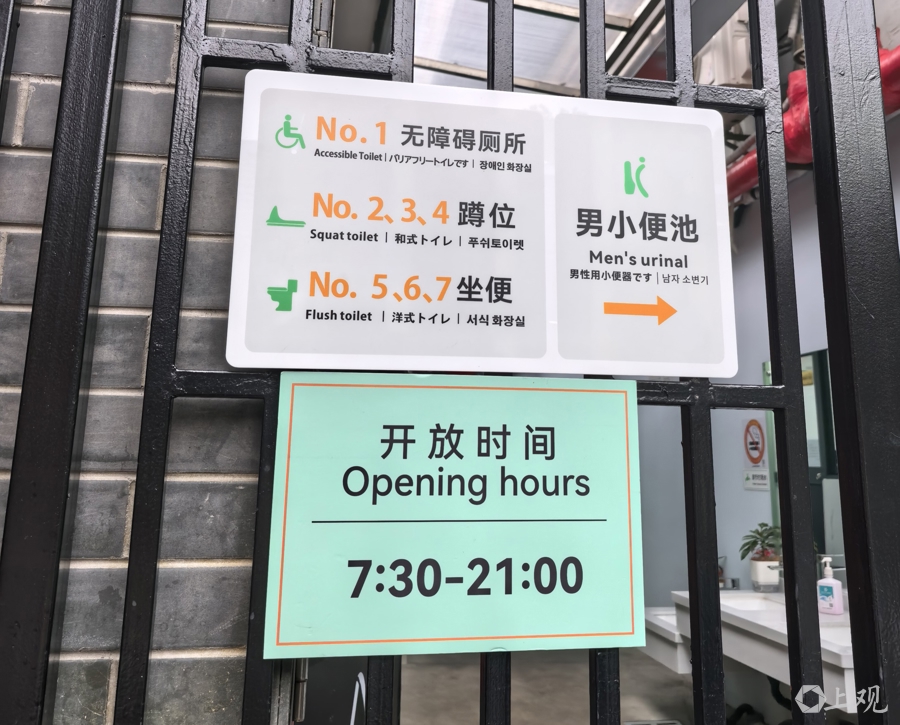 No.1 无障碍厕所
Accessible Toilet | バリアフリートイレです | 장애인 화장실
No. 2、3、4 蹲位
Squat toilet | 和式トイレ | 푸쉬토이렛
No. 5、6、7 坐便
Flush toilet | 洋式トイレ | 서식 화장실
男小便池
Men's urinal
男性用小便器です | 남자 소변기
开放时间
Opening hours
7:30-21:00
上观